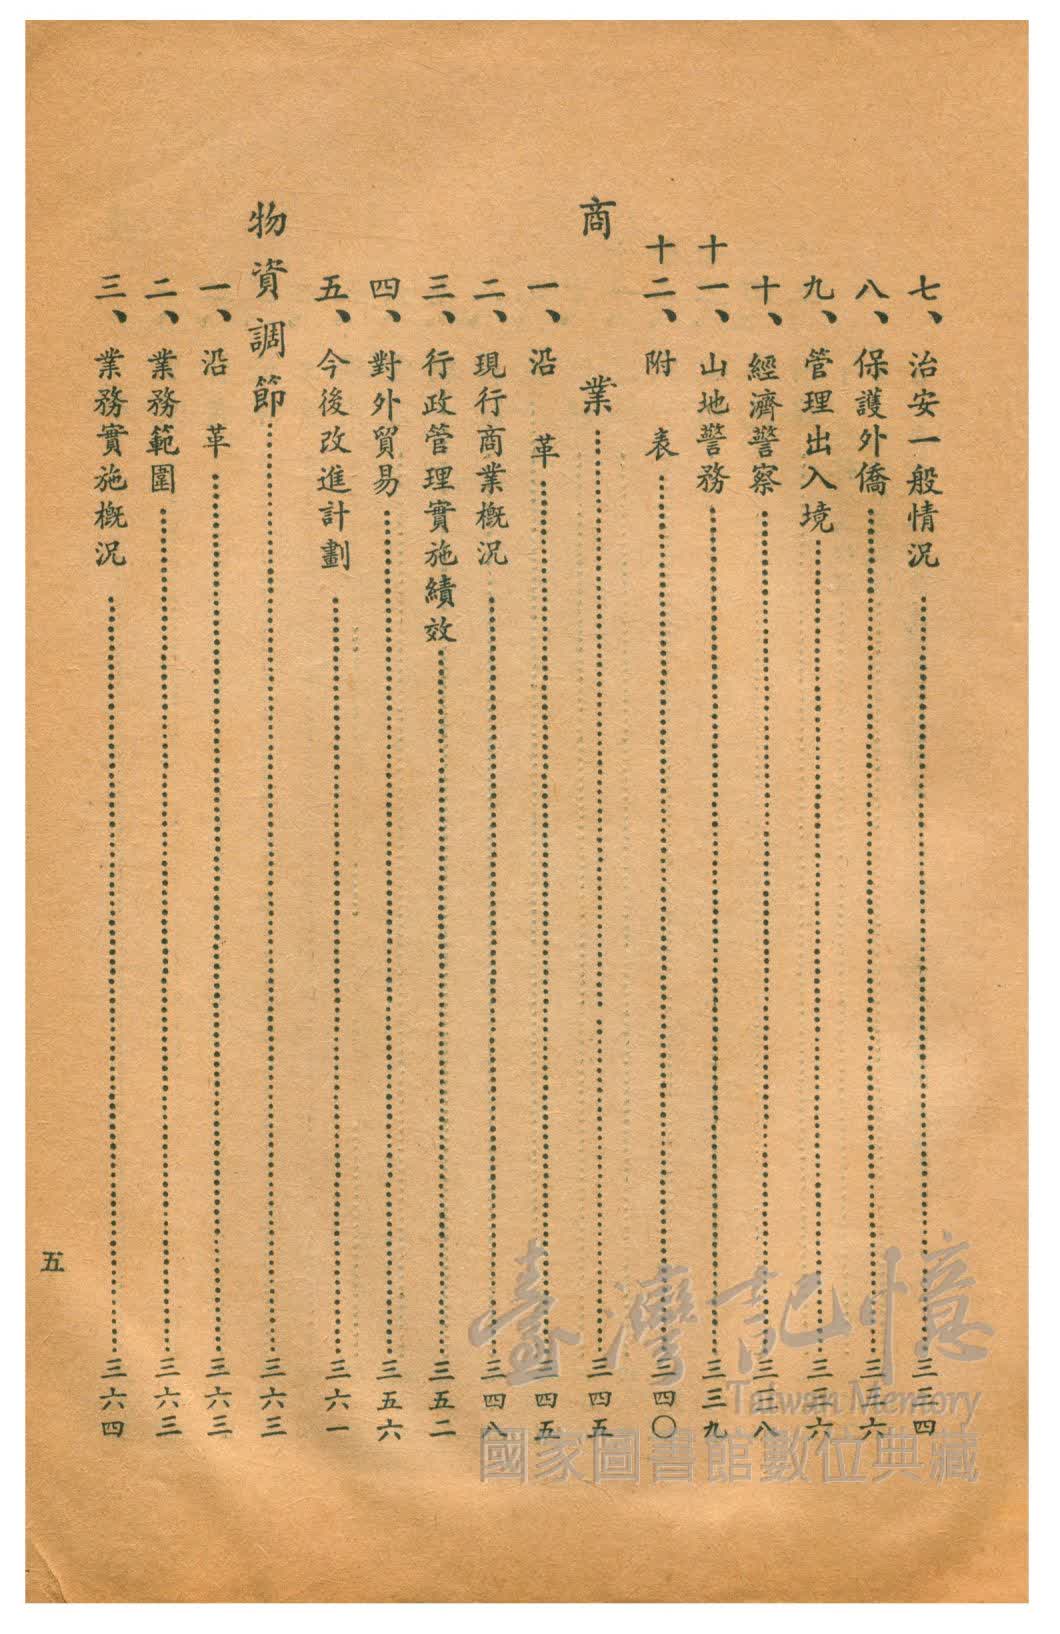 七、治安一般情況……三三四
八、保護外僑……三三六
九、管理出入境……三三六
十、經濟警察……三三八
十一、山地警務……三三九
十二、附表……三四〇
商業……三四五
一、沿革……三四五
二、現行商業概況……三四八
三、行政管理實施績效……三五二
四、對外貿易……三五六
五、今後改進計劃……三六一
物資調節……三六三
一、沿革……三六三
二、業務範圍……三六三
三、業務實施概況……三六四
五
臺灣記憶
Taiwan Memory
國家圖書館數位典藏